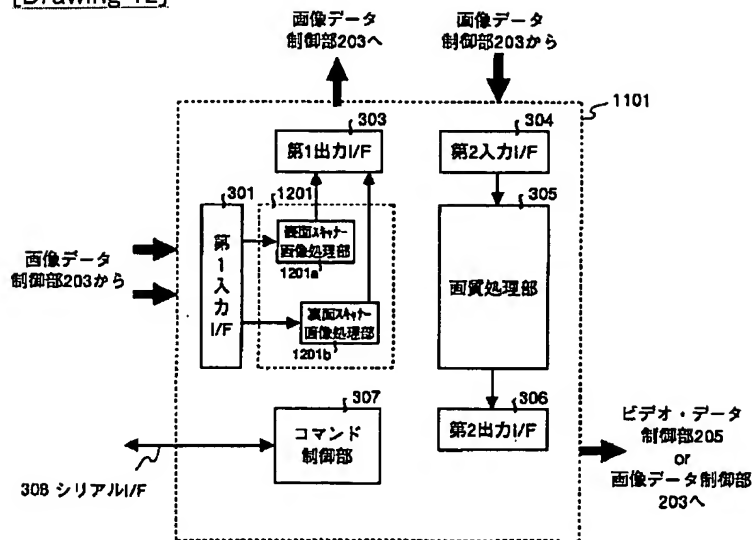 [Drawing 12]
画像データ
制御部203へ
画像データ
制御部203から
1101
303
第1出力I/F
304
第2入力I/F
301
第1入力I/F
1201
裏面スキャナー
画像処理部
1201a
裏面スキャナー
画像処理部
1201b
305
画質処理部
画像データ
制御部203から
307
コマンド
制御部
306
第2出力I/F
ビデオ・データ
制御部205
or
画像データ制御部
203へ
308 シリアルI/F